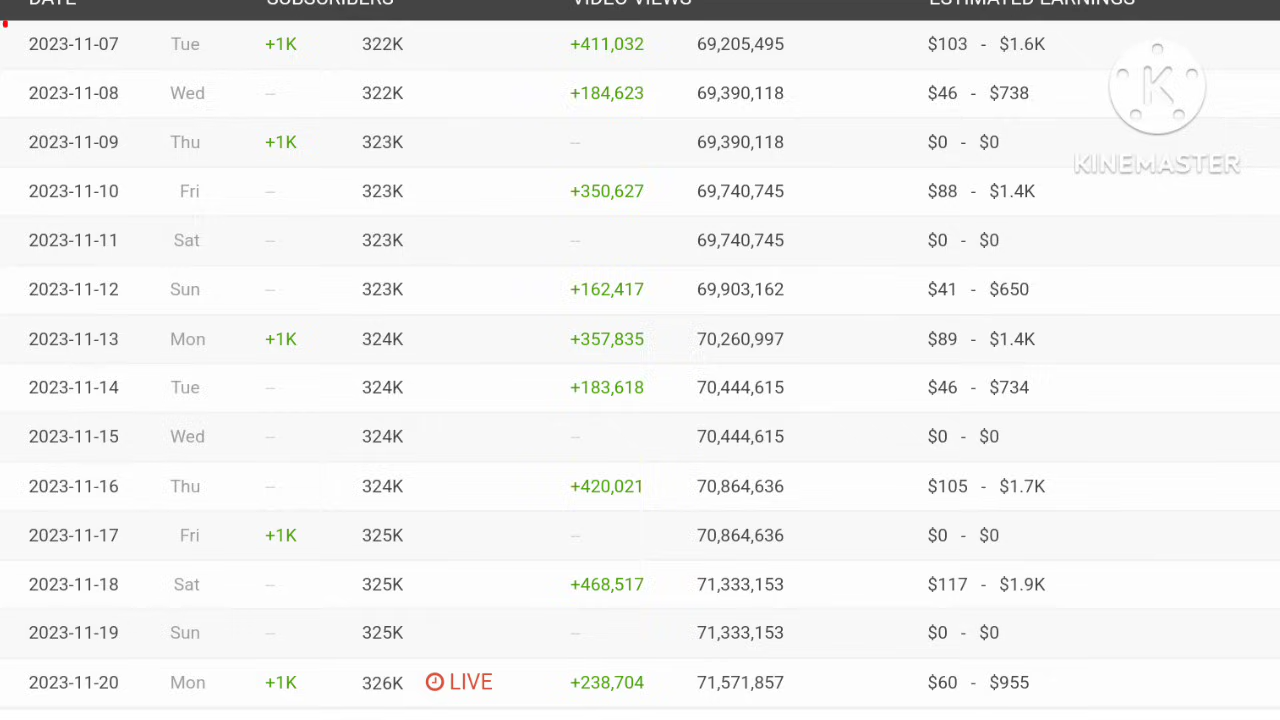 DATE SUBSCRIBERS VIDEO VIEWS ESTIMATED EARNINGS
2023-11-07 Tue +1K 322K +411,032 69,205,495 $103 - $1.6K
2023-11-08 Wed -- 322K +184,623 69,390,118 $46 - $738
2023-11-09 Thu +1K 323K -- 69,390,118 $0 - $0
KINEMASTER
2023-11-10 Fri -- 323K +350,627 69,740,745 $88 - $1.4K
2023-11-11 Sat -- 323K -- 69,740,745 $0 - $0
2023-11-12 Sun -- 323K +162,417 69,903,162 $41 - $650
2023-11-13 Mon +1K 324K +357,835 70,260,997 $89 - $1.4K
2023-11-14 Tue -- 324K +183,618 70,444,615 $46 - $734
2023-11-15 Wed -- 324K -- 70,444,615 $0 - $0
2023-11-16 Thu -- 324K +420,021 70,864,636 $105 - $1.7K
2023-11-17 Fri +1K 325K -- 70,864,636 $0 - $0
2023-11-18 Sat -- 325K +468,517 71,333,153 $117 - $1.9K
2023-11-19 Sun -- 325K -- 71,333,153 $0 - $0
2023-11-20 Mon +1K 326K LIVE +238,704 71,571,857 $60 - $955